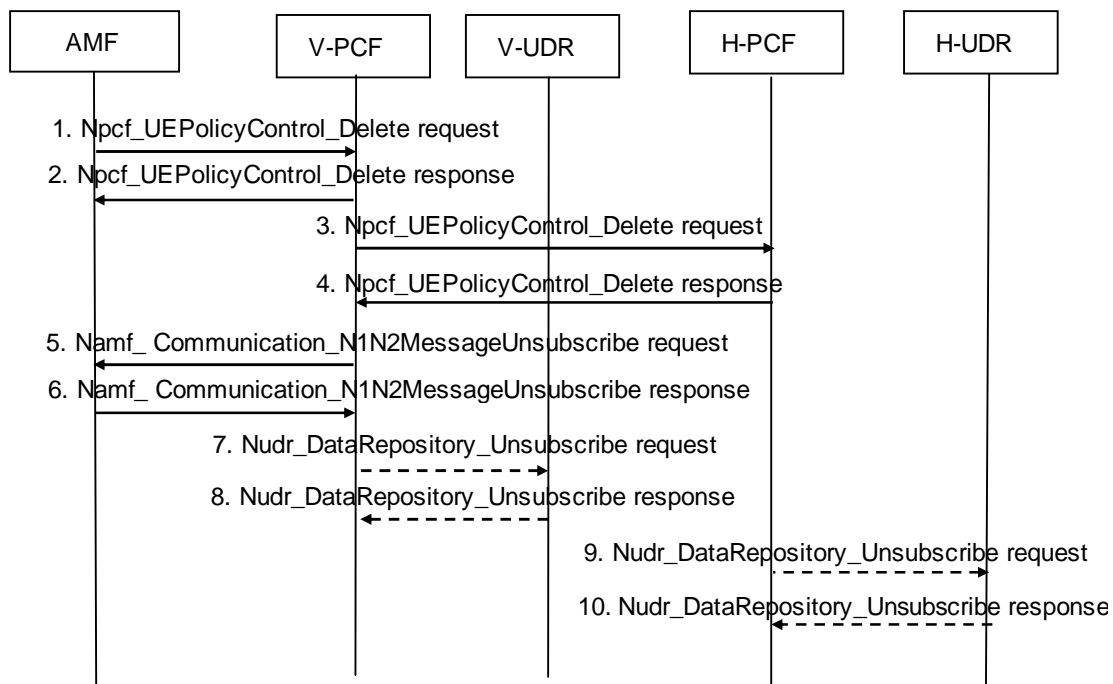 AMF
V-PCF
V-UDR
H-PCF
H-UDR
1. Npcf_UEPolicyControl_Delete request
2. Npcf_UEPolicyControl_Delete response
3. Npcf_UEPolicyControl_Delete request
4. Npcf_UEPolicyControl_Delete response
5. Namf_ Communication_N1N2MessageUnsubscribe request
6. Namf_ Communication_N1N2MessageUnsubscribe response
7. Nudr_DataRepository_Unsubscribe request
8. Nudr_DataRepository_Unsubscribe response
9. Nudr_DataRepository_Unsubscribe request
10. Nudr_DataRepository_Unsubscribe response